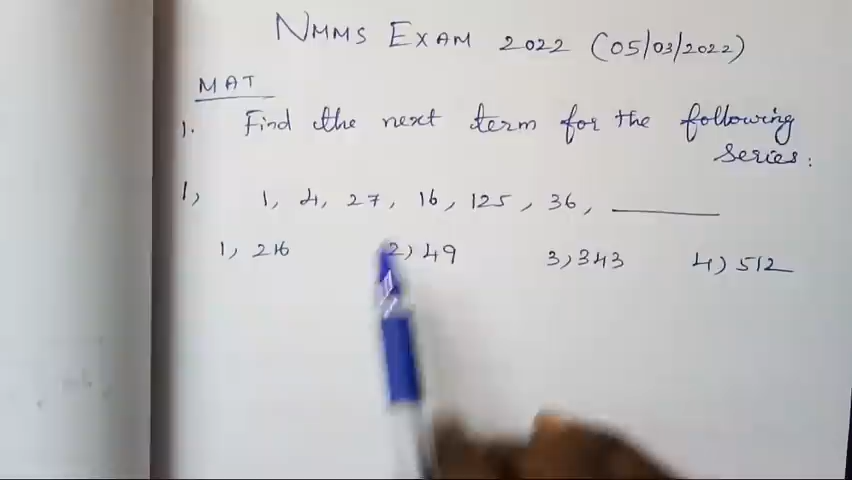 NMMS EXAM 2022 (05/03/2022)
MAT
1. Find the next term for the following
series:
1, 1, 4, 27, 16, 125, 36, ______
1, 216 2) 49 3, 343 4) 512